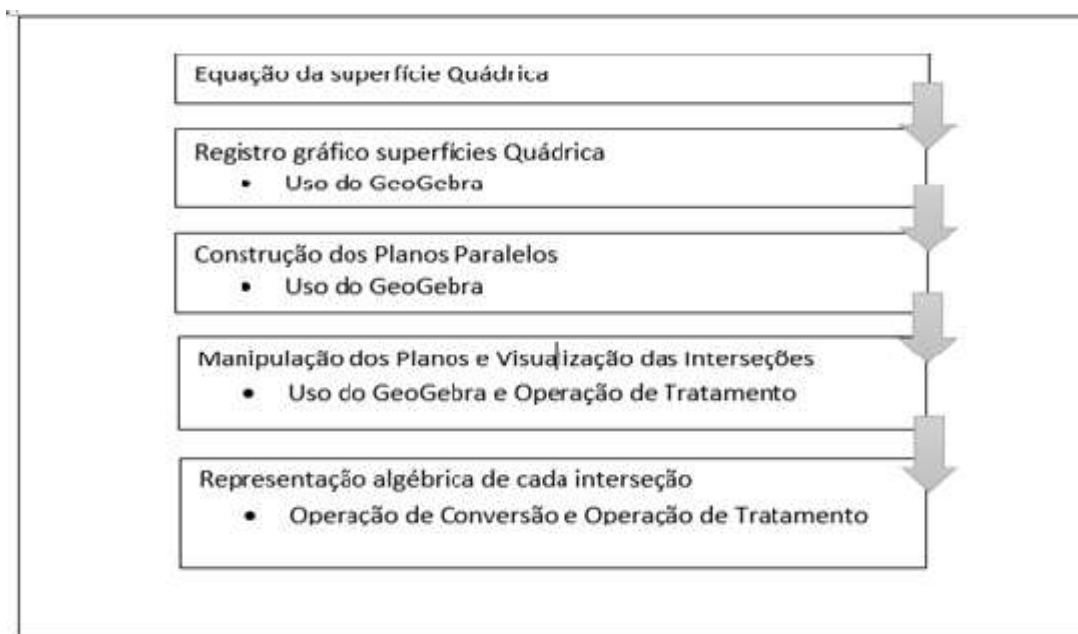 Equação da superfície Quádrica
Registro gráfico superfícies Quádrica
• Uso do GeoGebra
Construção dos Planos Paralelos
• Uso do GeoGebra
Manipulação dos Planos e Visualização das Interseções
• Uso do GeoGebra e Operação de Tratamento
Representação algébrica de cada interseção
• Operação de Conversão e Operação de Tratamento